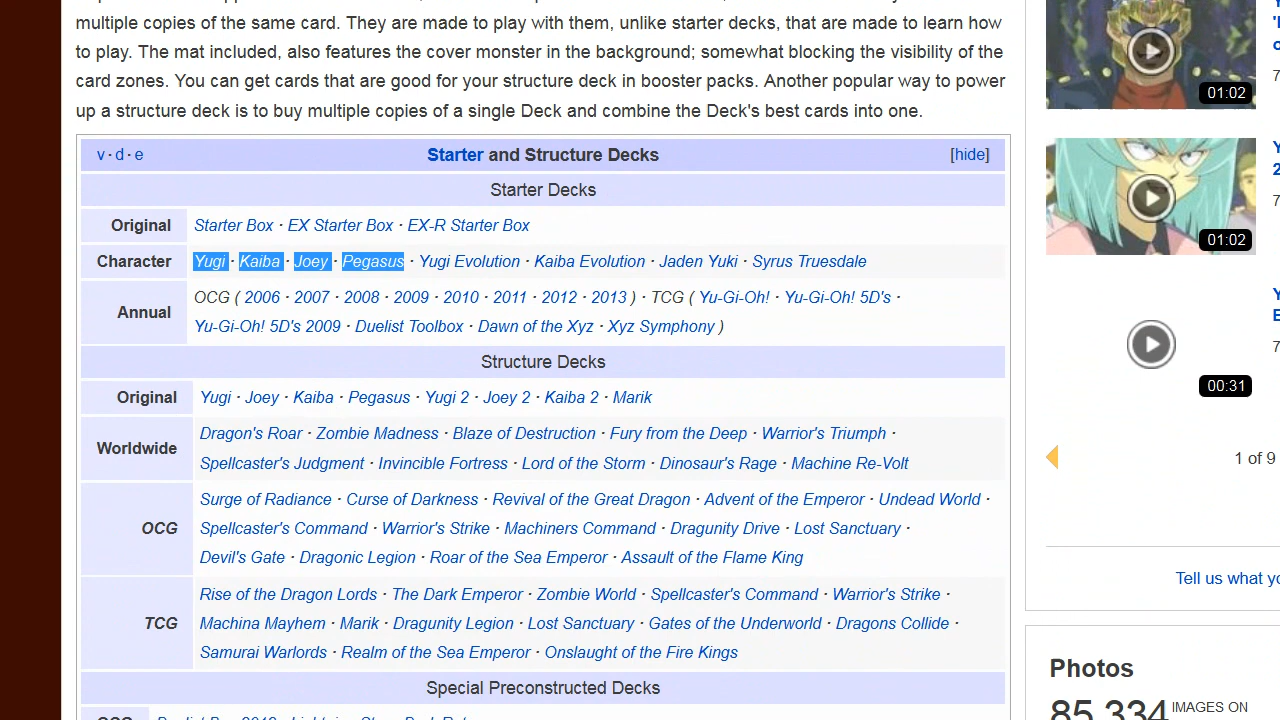 multiple copies of the same card. They are made to play with them, unlike starter decks, that are made to learn how
to play. The mat included, also features the cover monster in the background; somewhat blocking the visibility of the
card zones. You can get cards that are good for your structure deck in booster packs. Another popular way to power
up a structure deck is to buy multiple copies of a single Deck and combine the Deck's best cards into one.
v · d · e
Starter and Structure Decks
[hide]
Starter Decks
Original
Starter Box · EX Starter Box · EX-R Starter Box
Character
Yugi · Kaiba · Joey · Pegasus · Yugi Evolution · Kaiba Evolution · Jaden Yuki · Syrus Truesdale
Annual
OCG ( 2006 · 2007 · 2008 · 2009 · 2010 · 2011 · 2012 · 2013 ) · TCG ( Yu-Gi-Oh! · Yu-Gi-Oh! 5D's ·
Yu-Gi-Oh! 5D's 2009 · Duelist Toolbox · Dawn of the Xyz · Xyz Symphony )
Structure Decks
Original
Yugi · Joey · Kaiba · Pegasus · Yugi 2 · Joey 2 · Kaiba 2 · Marik
Worldwide
Dragon's Roar · Zombie Madness · Blaze of Destruction · Fury from the Deep · Warrior's Triumph ·
Spellcaster's Judgment · Invincible Fortress · Lord of the Storm · Dinosaur's Rage · Machine Re-Volt
OCG
Surge of Radiance · Curse of Darkness · Revival of the Great Dragon · Advent of the Emperor · Undead World ·
Spellcaster's Command · Warrior's Strike · Machiners Command · Dragunity Drive · Lost Sanctuary ·
Devil's Gate · Dragonic Legion · Roar of the Sea Emperor · Assault of the Flame King
TCG
Rise of the Dragon Lords · The Dark Emperor · Zombie World · Spellcaster's Command · Warrior's Strike ·
Machina Mayhem · Marik · Dragunity Legion · Lost Sanctuary · Gates of the Underworld · Dragons Collide ·
Samurai Warlords · Realm of the Sea Emperor · Onslaught of the Fire Kings
Special Preconstructed Decks
01:02
01:02
00:31
1 of 9
Tell us what
Photos
85,334 IMAGES ON